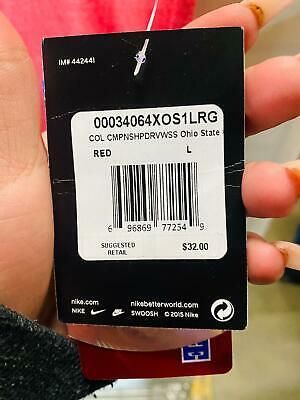 IM# 442441
00034064XOS1LRG
COL CMPNSHPDRVWSS Ohio State
RED L
6 96869 77254 9
SUGGESTED
RETAIL $32.00
nike.com nikebetterworld.com
NIKE SWOOSH © 2015 Nike